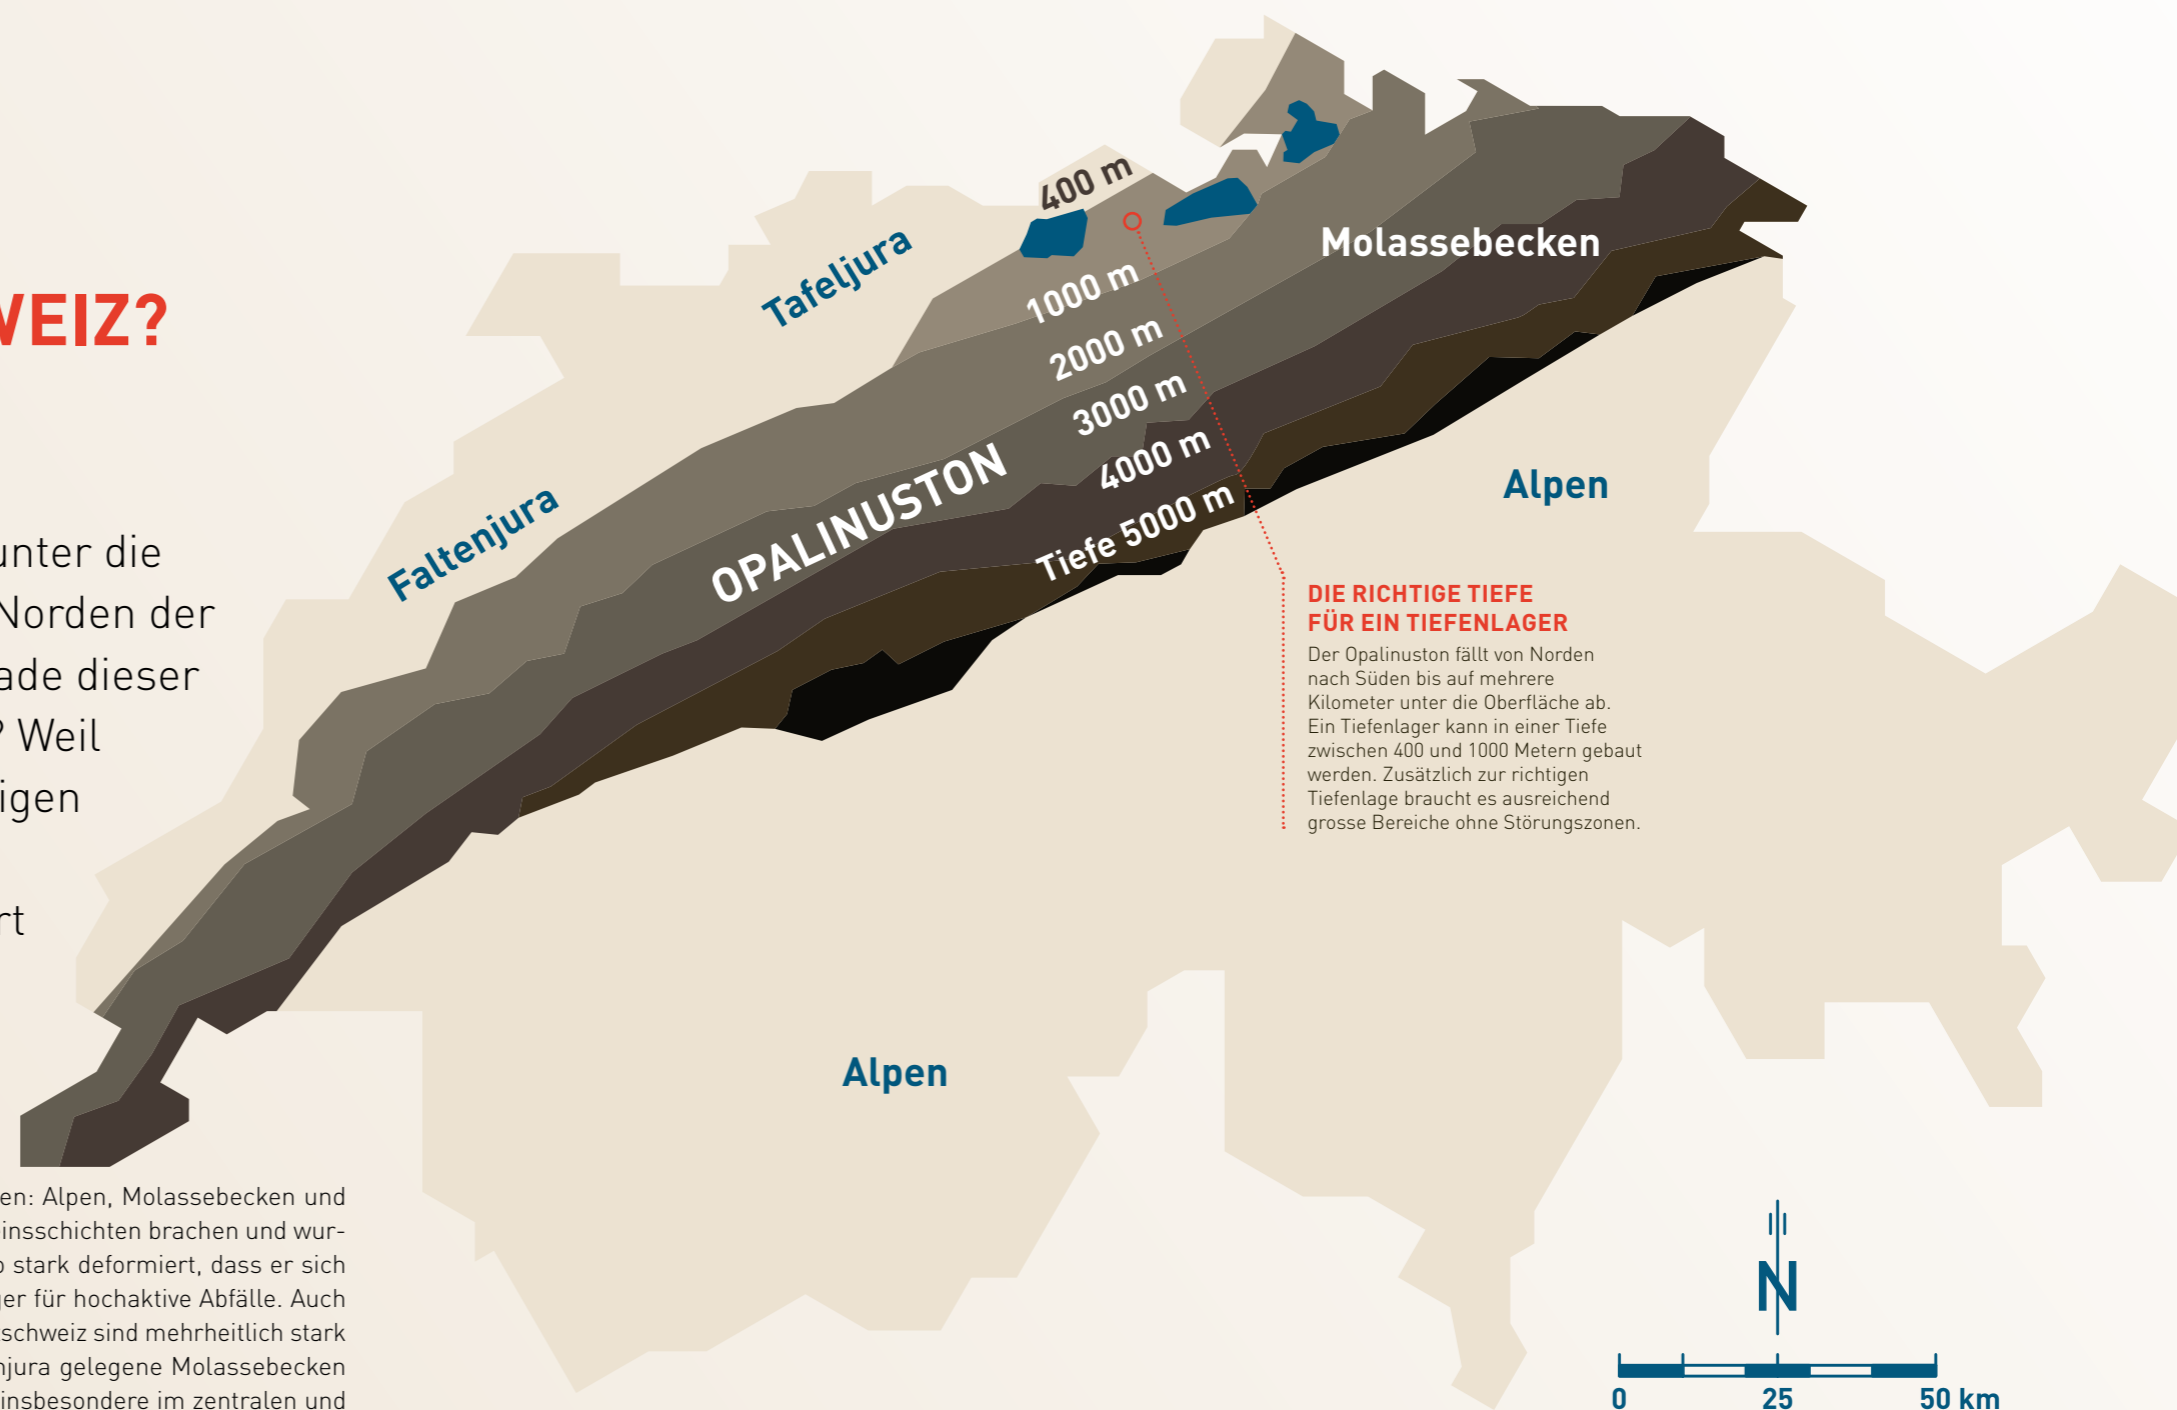 WEIZ?
unter die
Norden der
ade dieser
? Weil
igen
rt
en: Alpen, Molassebecken und
einsschichten brachen und wur-
o stark deformiert, dass er sich
ger für hochaktive Abfälle. Auch
tschweiz sind mehrheitlich stark
njura gelegene Molassebecken
insbesondere im zentralen und
400 m
Tafeljura
Molassebecken
1000 m
2000 m
3000 m
4000 m
Tiefe 5000 m
OPALINUSTON
Faltenjura
Alpen
DIE RICHTIGE TIEFE
FÜR EIN TIEFENLAGER
Der Opalinuston fällt von Norden
nach Süden bis auf mehrere
Kilometer unter die Oberfläche ab.
Ein Tiefenlager kann in einer Tiefe
zwischen 400 und 1000 Metern gebaut
werden. Zusätzlich zur richtigen
Tiefenlage braucht es ausreichend
grosse Bereiche ohne Störungszonen.
Alpen
N
0 25 50 km